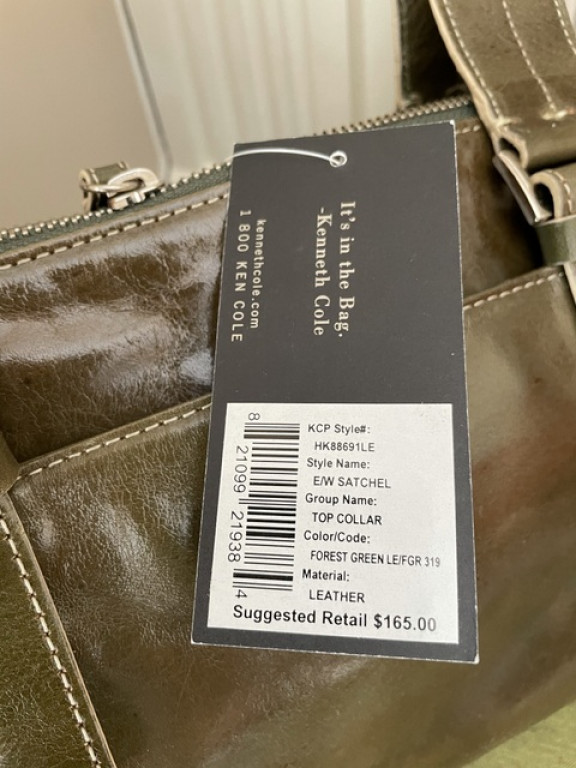 It's in the Bag.
-Kenneth Cole
kennethcole.com
1 800 KEN COLE
KCP Style#:
HK88691LE
Style Name:
E/W SATCHEL
Group Name:
TOP COLLAR
Color/Code:
FOREST GREEN LE/FGR 319
Material:
LEATHER
8 21099 21938 4
Suggested Retail $165.00